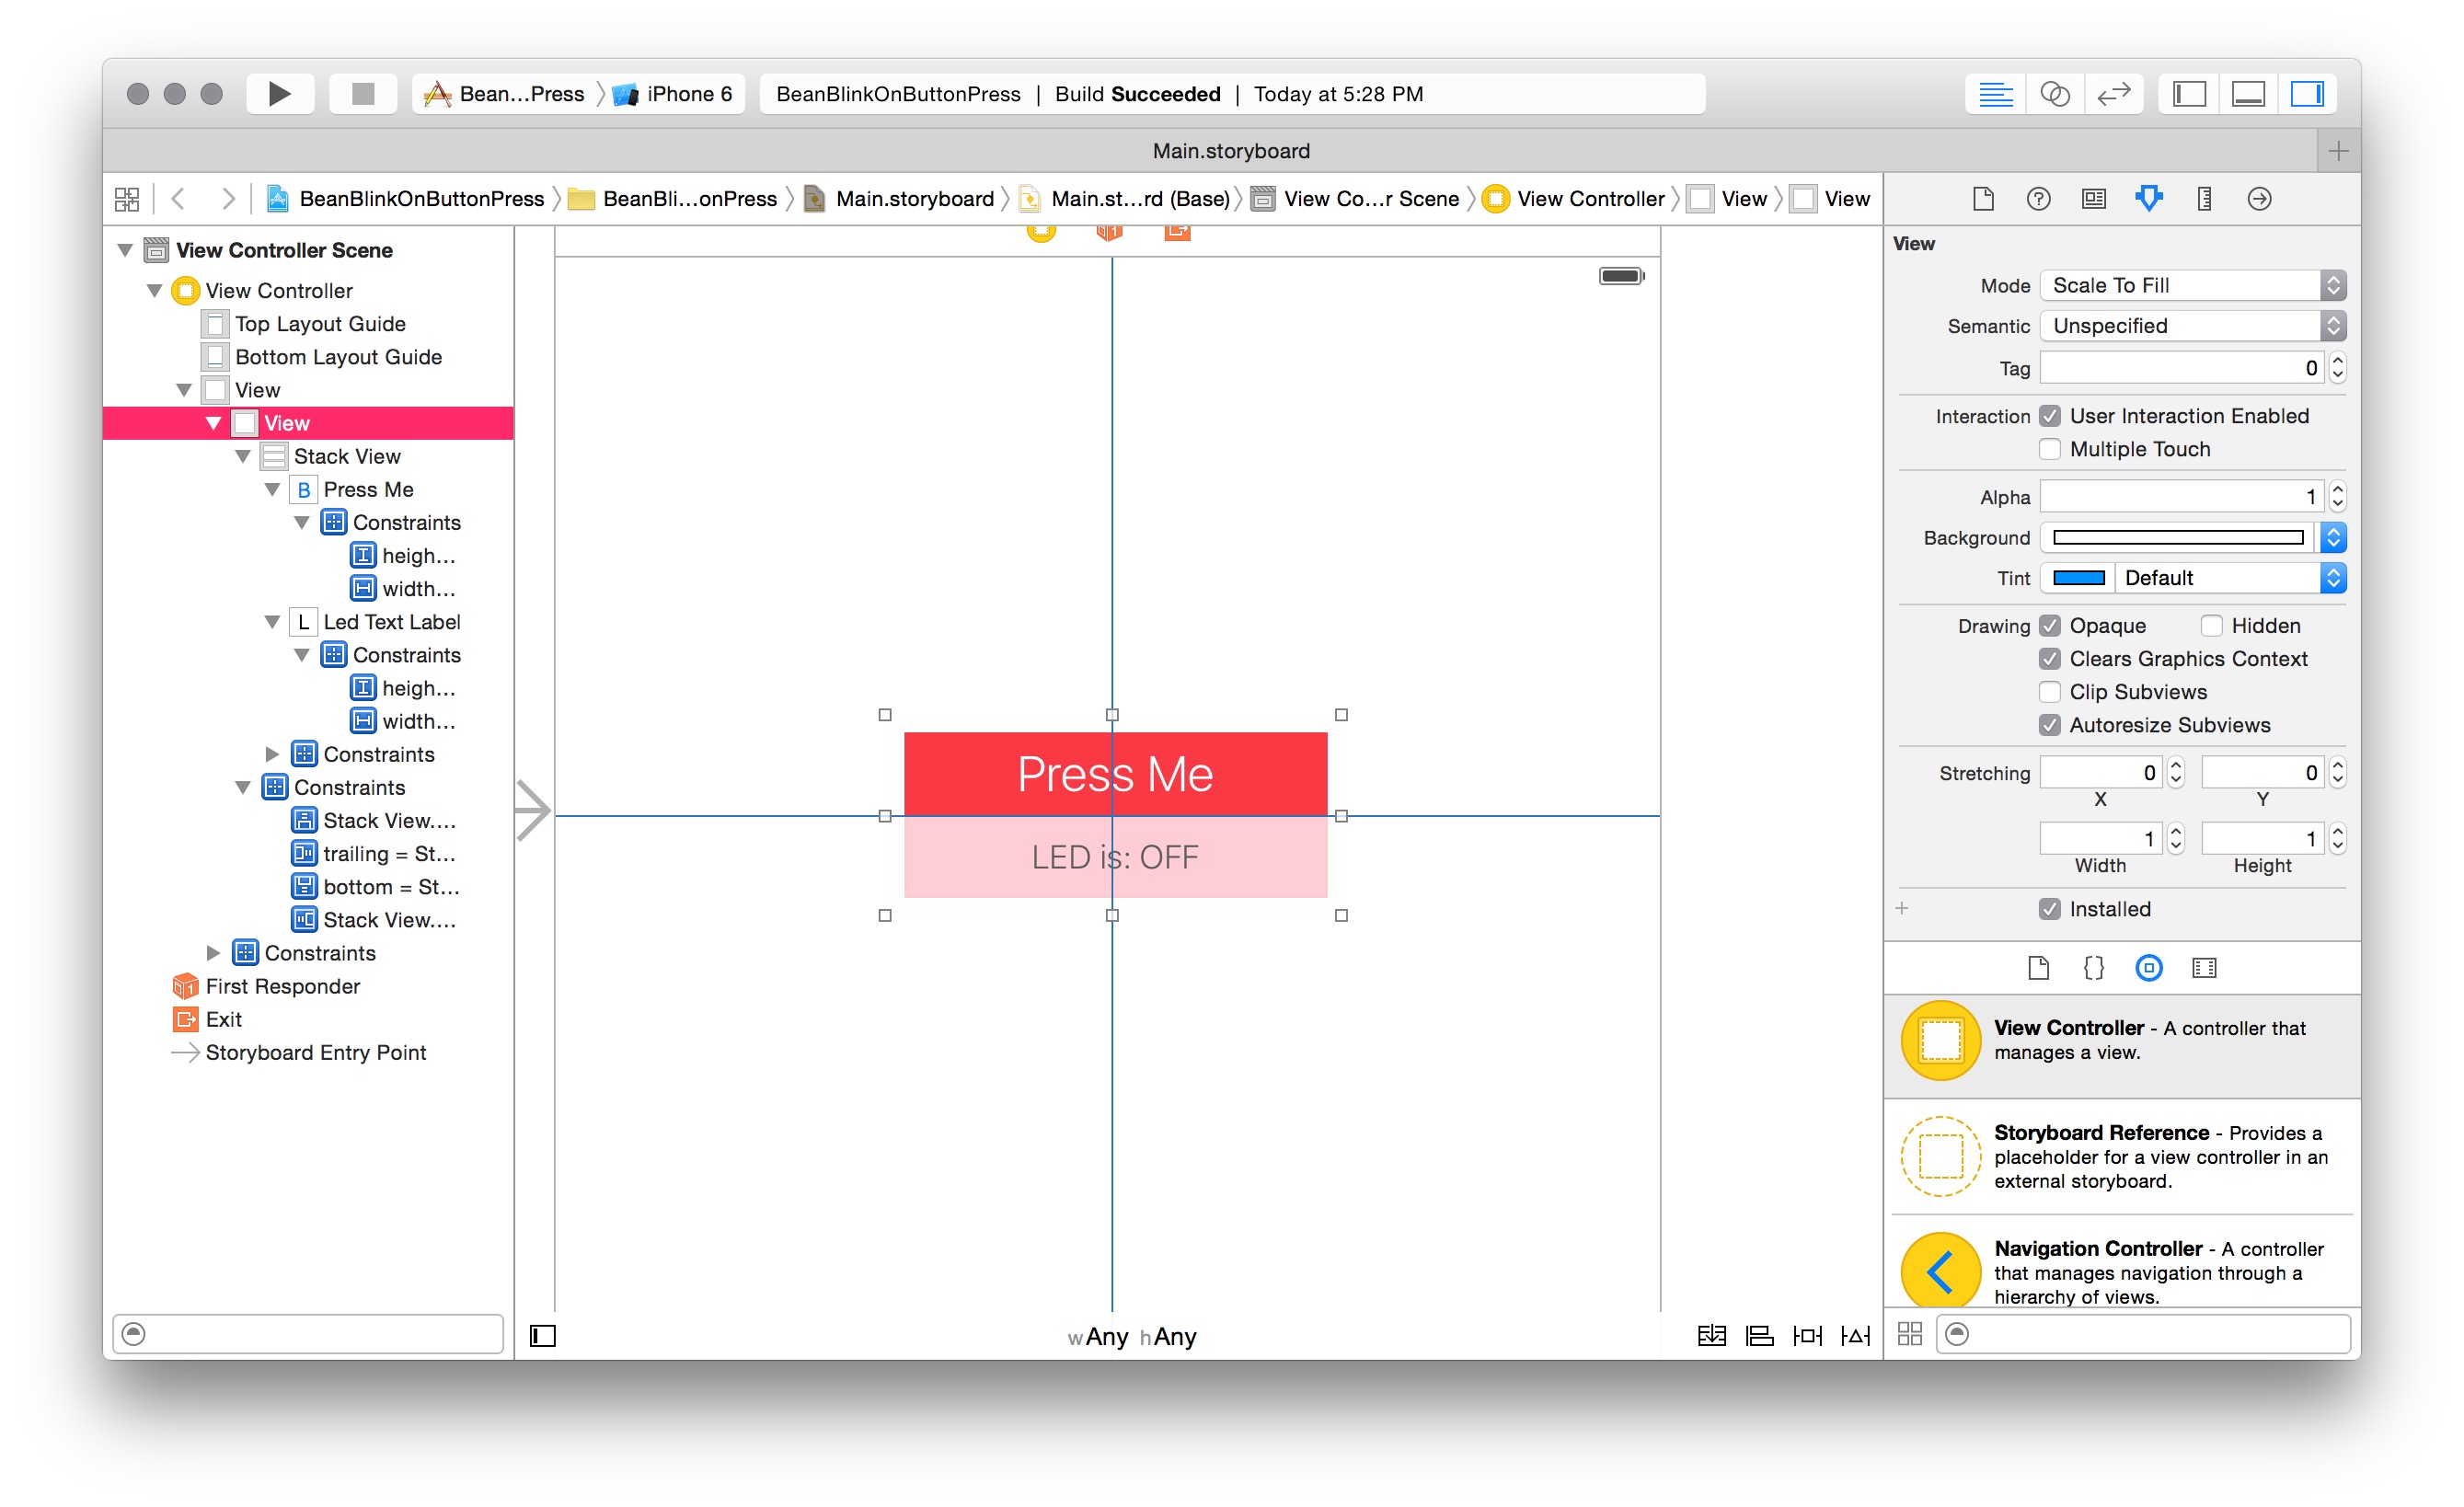 Bean…Press
iPhone 6
BeanBlinkOnButtonPress | Build Succeeded | Today at 5:28 PM
Main.storyboard
BeanBlinkOnButtonPress
BeanBli…onPress
Main.storyboard
Main.st…rd (Base)
View Co…r Scene
View Controller
View
View
View Controller Scene
View Controller
Top Layout Guide
Bottom Layout Guide
View
View
Stack View
B Press Me
Constraints
heigh…
width…
L Led Text Label
Constraints
heigh…
width…
Constraints
Constraints
Stack View.…
trailing = St…
bottom = St…
Stack View.…
Constraints
First Responder
Exit
Storyboard Entry Point
Press Me
LED is: OFF
wAny hAny
View
Mode Scale To Fill
Semantic Unspecified
Tag 0
Interaction User Interaction Enabled
Multiple Touch
Alpha 1
Background
Tint Default
Drawing Opaque Hidden
Clears Graphics Context
Clip Subviews
Autoresize Subviews
Stretching 0 0
X Y
1 1
Width Height
Installed
View Controller - A controller that
manages a view.
Storyboard Reference - Provides a
placeholder for a view controller in an
external storyboard.
Navigation Controller - A controller
that manages navigation through a
hierarchy of views.